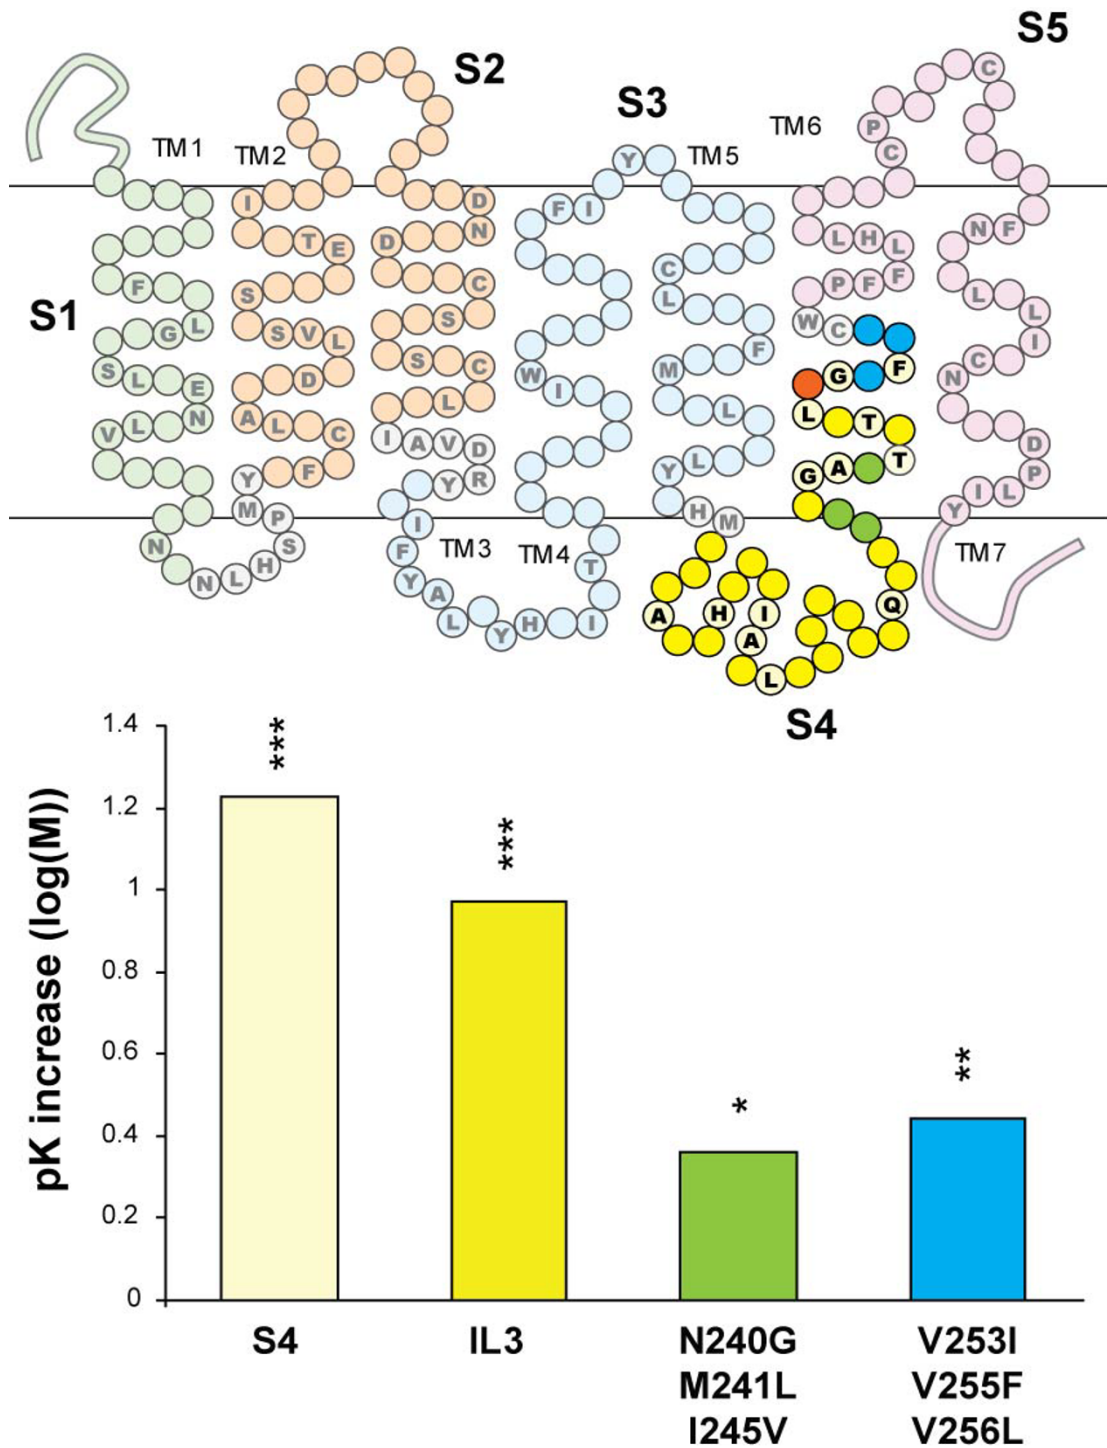 S5
S2
S3
C
TM1
TM2
TM5
TM6
P
Y
C
I
D
F I
T E
D
N
L H L
N F
F
S
C
C
L
P F F
L
S1
G L
S V L
S
W C
L
I
S L E
D
S C
W I
M
F
G
F
N C
V L N
A L C
L
L
L
T
D
I A V D
F
Y
Y R
Y L
G A T
P
Y I L
M P
I
H M
N
S
F
TM3
TM4
TM7
N L H
Y A
T
L Y H I
A
H I
Q
A
L
S4
pK increase (log(M))
1.4
1.2
1
0.8
0.6
0.4
0.2
0
***
***
*
**
S4
IL3
N240G
M241L
I245V
V253I
V255F
V256L